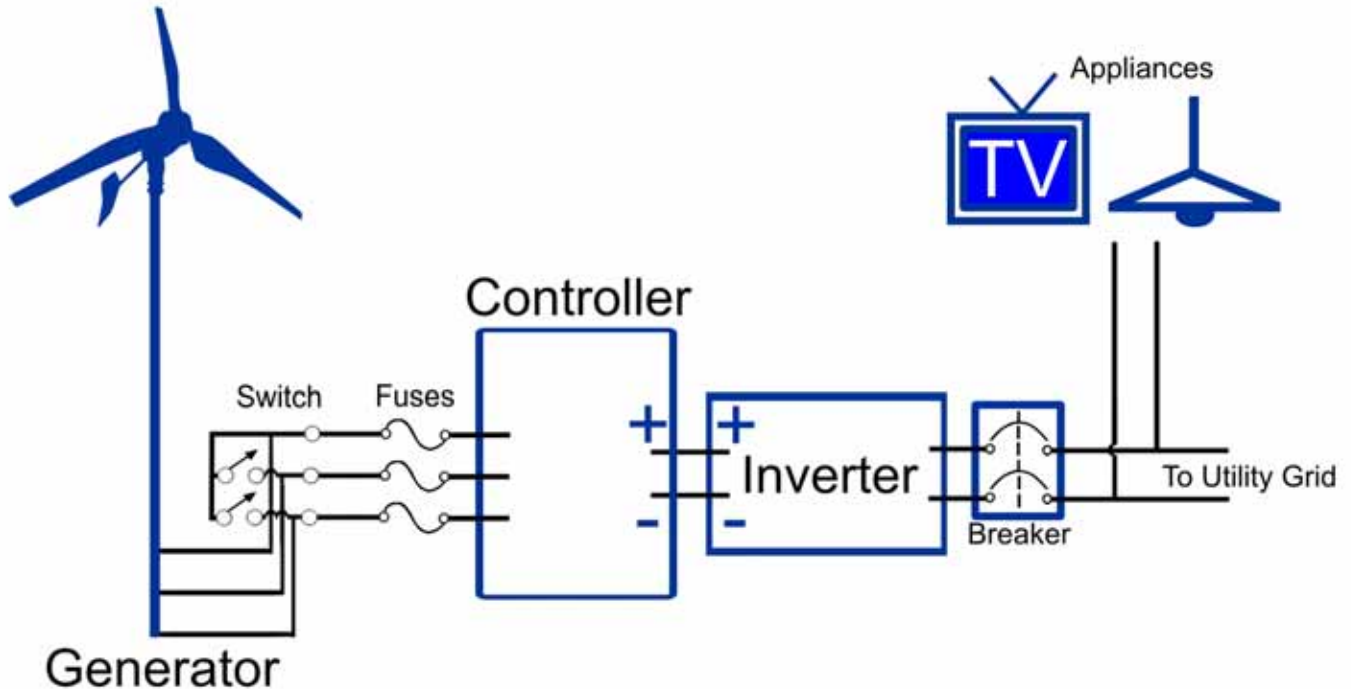 Appliances
TV
Controller
Switch
Fuses
+
+
Inverter
To Utility Grid
-
-
Breaker
Generator